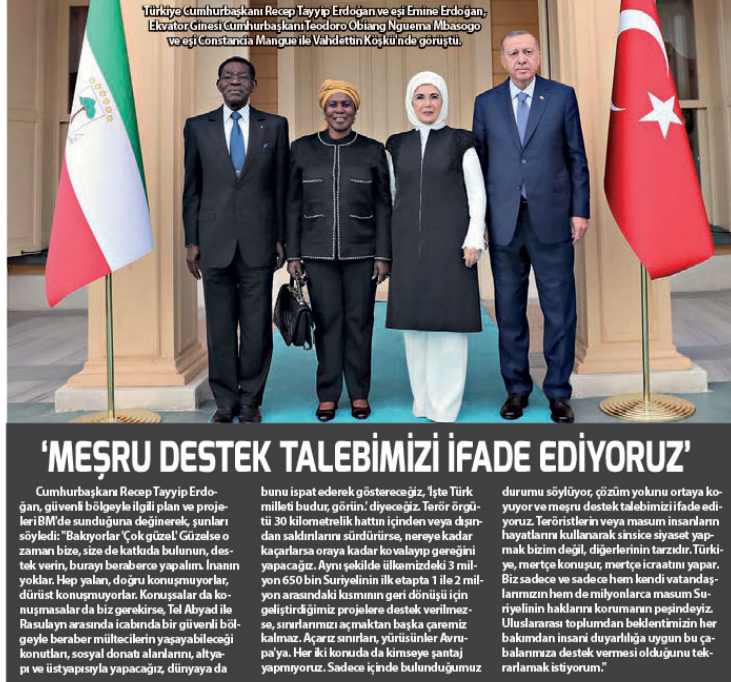 Türkiye Cumhurbaşkanı Recep Tayyip Erdoğan ve eşi Emine Erdoğan,
Ekvator Ginesi Cumhurbaşkanı Teodoro Obiang Nguema Mbasogo
ve eşi Constancia Mangue ile Vahdettin Köşkü'nde görüştü.
‘MEŞRU DESTEK TALEBİMİZİ İFADE EDİYORUZ’
Cumhurbaşkanı Recep Tayyip Erdo-
ğan, güvenli bölgeyle ilgili plan ve proje-
leri BM'de sunduğuna değinerek, şunları
söyledi: "Bakıyorlar 'Çok güzel.' Güzelse o
zaman bize, size de katkıda bulunun, des-
tek verin, burayı beraberce yapalım. İnanın
yoklar. Hep yalan, doğru konuşmuyorlar,
dürüst konuşmuyorlar. Konuşsalar da ko-
nuşmasalar da biz gerekirse, Tel Abyad ile
Rasulayn arasında icabında bir güvenli böl-
geyle beraber mültecilerin yaşayabileceği
konutları, sosyal donatı alanlarını, altya-
pı ve üstyapısıyla yapacağız, dünyaya da
bunu ispat ederek göstereceğiz, 'İşte Türk
milleti budur, görün.' diyeceğiz. Terör örgü-
tü 30 kilometrelik hattın içinden veya dışın-
dan saldırılarını sürdürürse, nereye kadar
kaçarlarsa oraya kadar kovalayıp gereğini
yapacağız. Aynı şekilde ülkemizdeki 3 mil-
yon 650 bin Suriyelinin ilk etapta 1 ile 2 mil-
yon arasındaki kısmının geri dönüşü için
geliştirdiğimiz projelere destek verilmez-
se, sınırlarımızı açmaktan başka çaremiz
kalmaz. Açarız sınırları, yürüsünler Avru-
pa'ya. Her iki konuda da kimseye şantaj
yapmıyoruz. Sadece içinde bulunduğumuz
durumu söylüyor, çözüm yolunu ortaya ko-
yuyor ve meşru destek talebimizi ifade edi-
yoruz. Teröristlerin veya masum insanların
hayatlarını kullanarak sinsice siyaset yap-
mak bizim değil, diğerlerinin tarzıdır. Türki-
ye, mertçe konuşur, mertçe icraatını yapar.
Biz sadece ve sadece hem kendi vatandaş-
larımızın hem de milyonlarca masum Su-
riyelinin haklarını korumanın peşindeyiz.
Uluslararası toplumdan beklentimizin her
bakımdan insani duyarlılığa uygun bu ça-
balarımıza destek vermesi olduğunu tek-
rarlamak istiyorum."